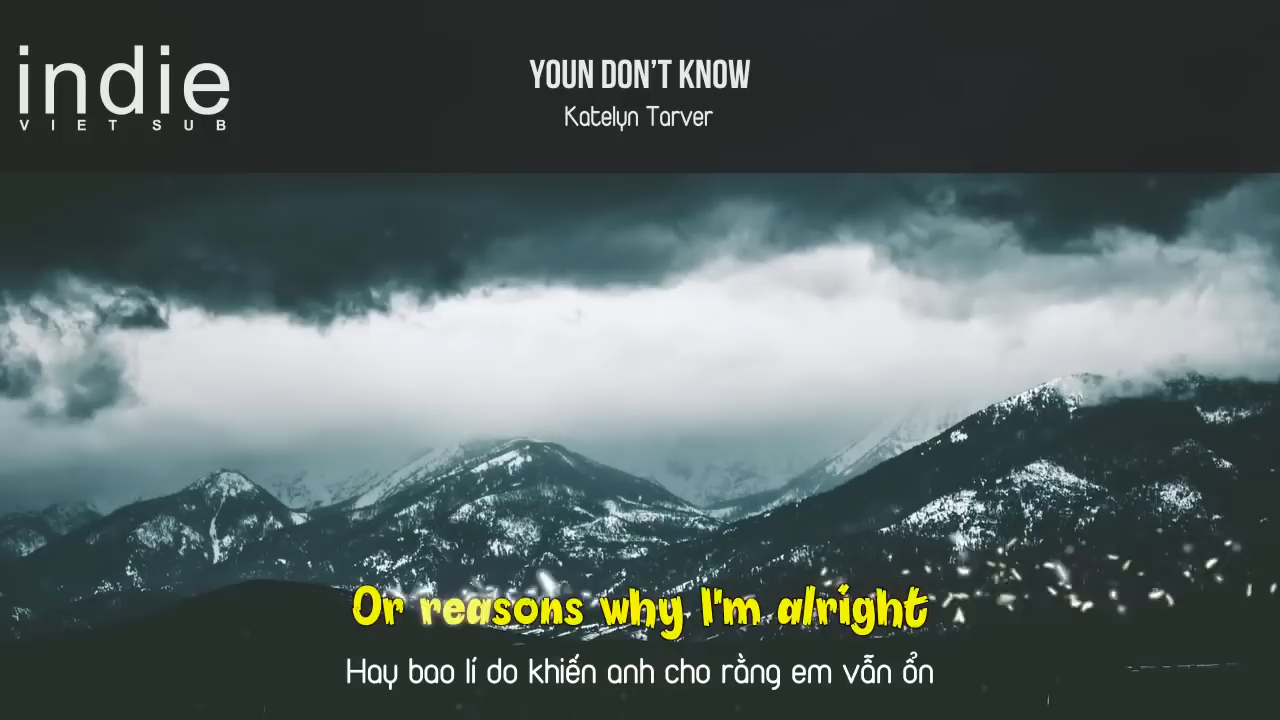 indie
VIET SUB
YOUN DON'T KNOW
Katelyn Tarver
Or reasons why I'm alright
Hay bao lí do khiến anh cho rằng em vẫn ổn